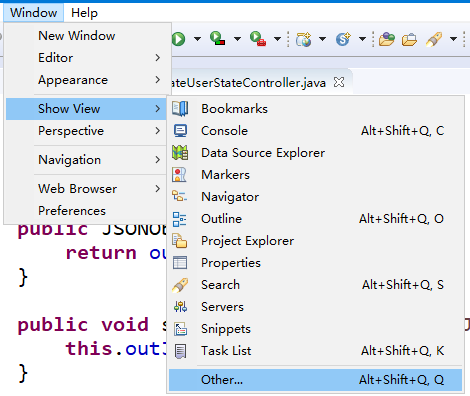 Window Help
New Window
Editor
Appearance
ateUserStateController.java
Show View
Perspective
Navigation
Web Browser
Preferences
Bookmarks
Console Alt+Shift+Q, C
Data Source Explorer
Markers
Navigator
Outline Alt+Shift+Q, O
Project Explorer
Properties
Search Alt+Shift+Q, S
Servers
Snippets
Task List Alt+Shift+Q, K
Other... Alt+Shift+Q, Q
public JSONOB
return ou
}
public void s
this.outJ
}